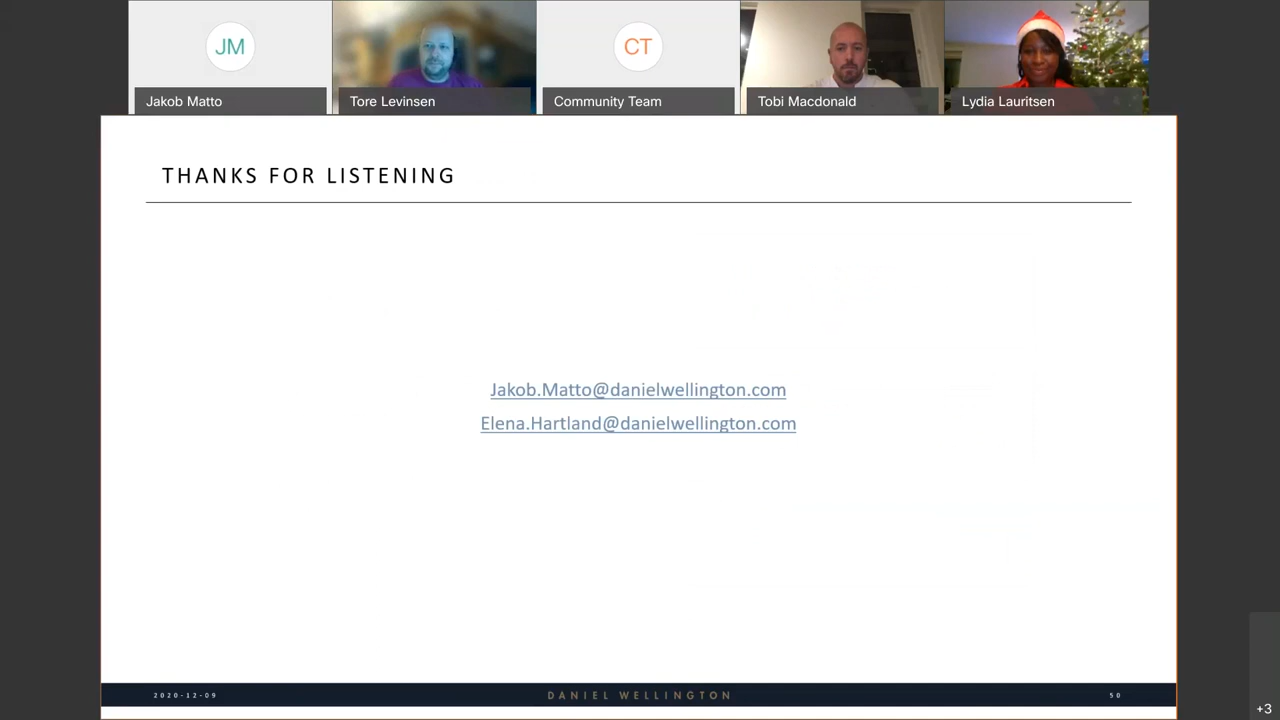 JM
CT
Jakob Matto
Tore Levinsen
Community Team
Tobi Macdonald
Lydia Lauritsen
THANKS FOR LISTENING
Jakob.Matto@danielwellington.com
Elena.Hartland@danielwellington.com
2020-12-09
DANIEL WELLINGTON
50
+3